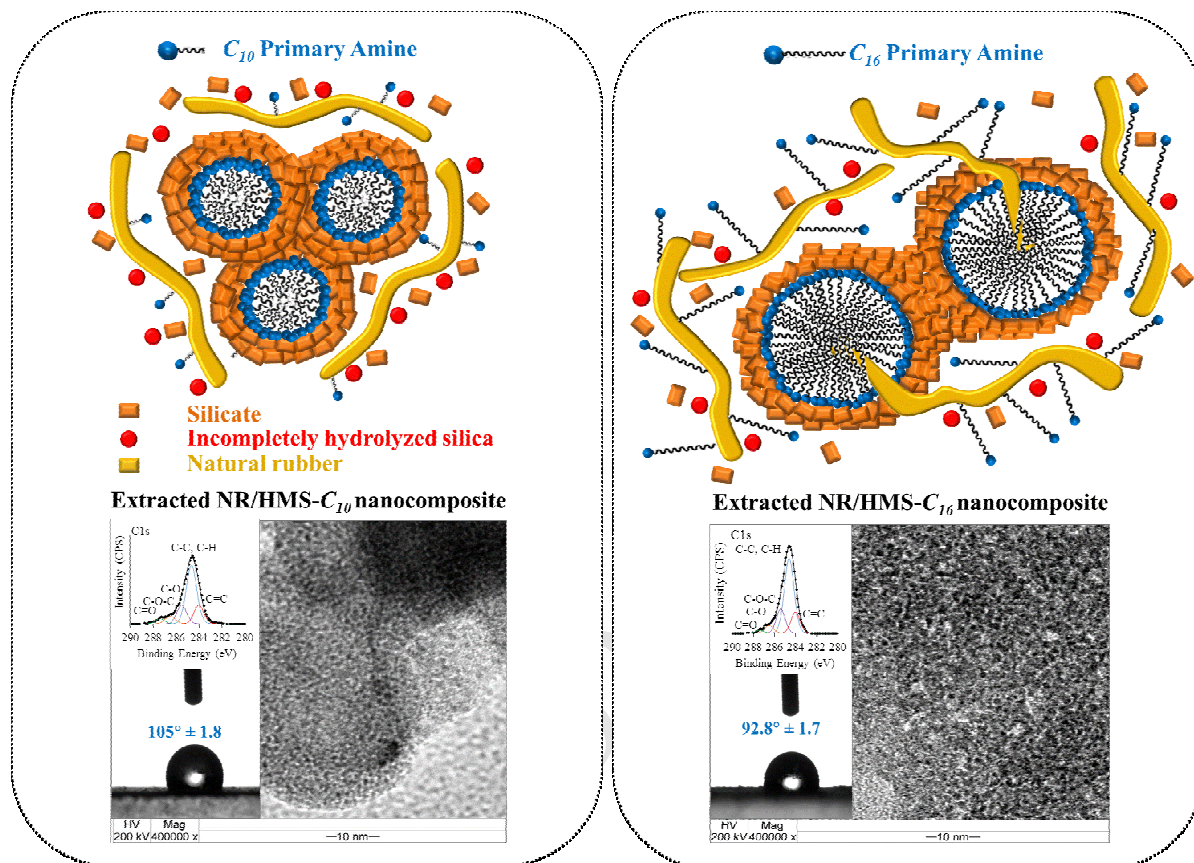 C10 Primary Amine
Silicate
Incompletely hydrolyzed silica
Natural rubber
Extracted NR/HMS-C10 nanocomposite
C1s
C-C, C-H
C-O
C-O-C
C=O
C=C
Intensity (CPS)
290 288 286 284 282 280
Binding Energy (eV)
105° ± 1.8
HV Mag
200 kV 400000 x
—10 nm—
C16 Primary Amine
Extracted NR/HMS-C16 nanocomposite
C1s
C-C, C-H
C-O-C
C-O
C=O
C=C
Intensity (CPS)
290 288 286 284 282 280
Binding Energy (eV)
92.8° ± 1.7
HV Mag
200 kV 400000 x
—10 nm—